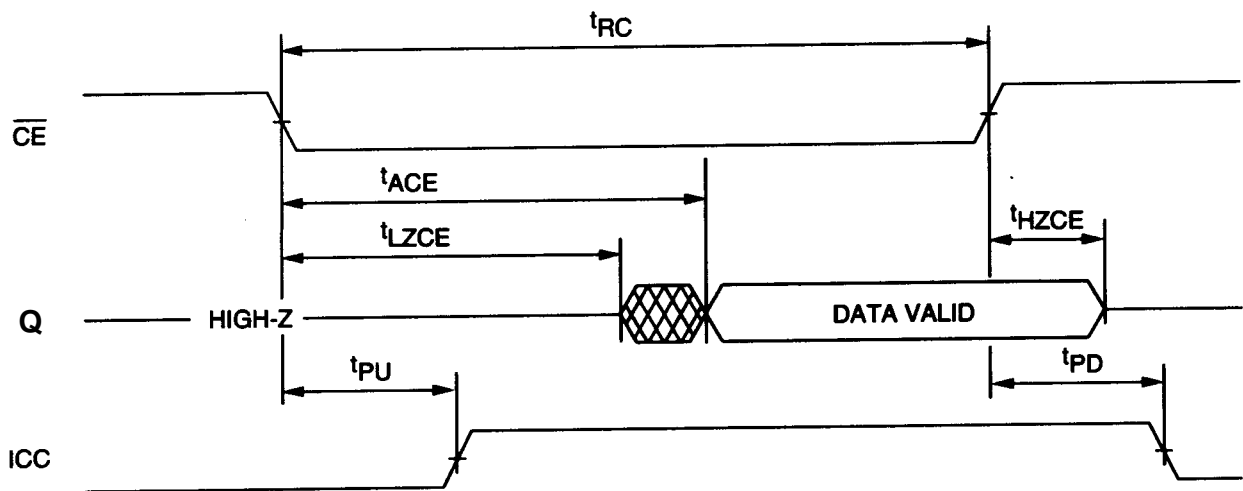 tRC
CE
tACE
tLZCE
tHZCE
Q
HIGH-Z
DATA VALID
tPU
tPD
ICC